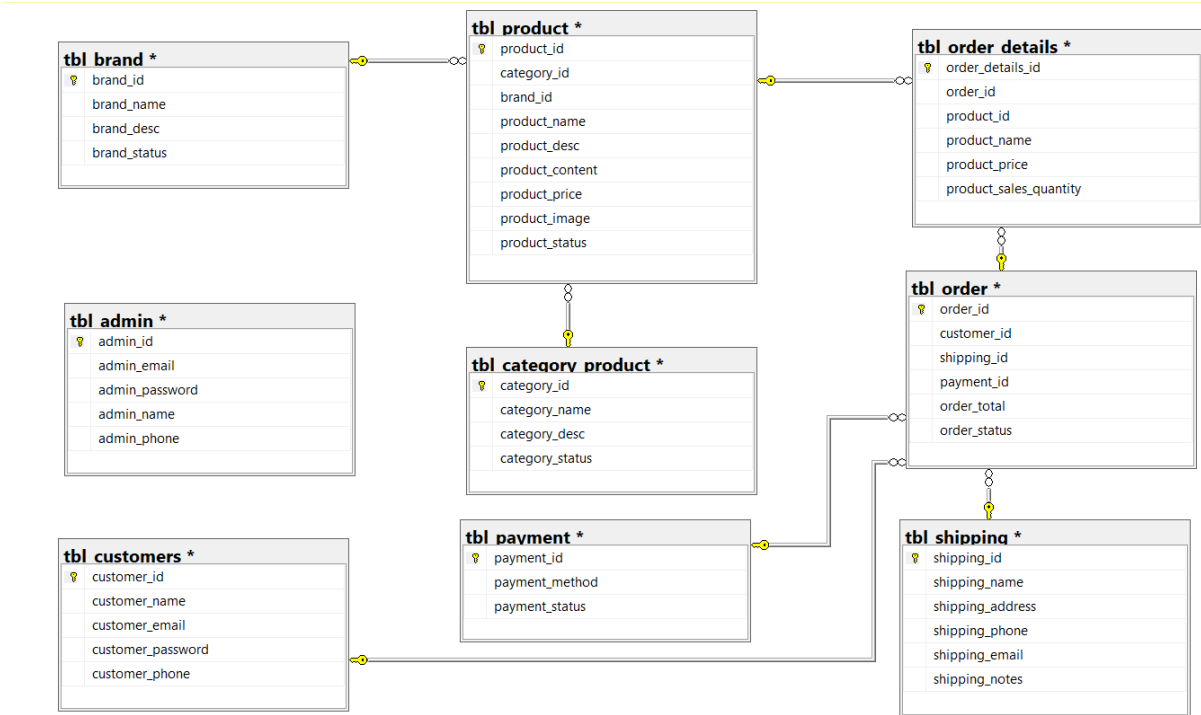 tbl_brand *
brand_id
brand_name
brand_desc
brand_status
tbl_product *
product_id
category_id
brand_id
product_name
product_desc
product_content
product_price
product_image
product_status
tbl_order_details *
order_details_id
order_id
product_id
product_name
product_price
product_sales_quantity
tbl_admin *
admin_id
admin_email
admin_password
admin_name
admin_phone
tbl_category_product *
category_id
category_name
category_desc
category_status
tbl_order *
order_id
customer_id
shipping_id
payment_id
order_total
order_status
tbl_customers *
customer_id
customer_name
customer_email
customer_password
customer_phone
tbl_payment *
payment_id
payment_method
payment_status
tbl_shipping *
shipping_id
shipping_name
shipping_address
shipping_phone
shipping_email
shipping_notes